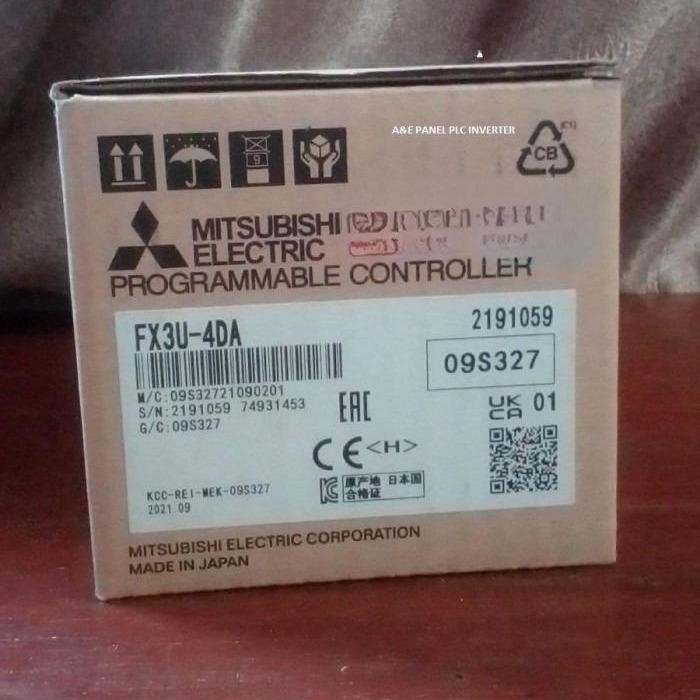 A&E PANEL PLC INVERTER
9
CB
MITSUBISHI
ELECTRIC
PROGRAMMABLE CONTROLLER
FX3U-4DA
2191059
09S327
M/C:09S32721090201
S/N:2191059 74931453
G/C:09S327
EAC
UK
CA 01
CE <H>
原产地 日本国
合格证
KCC-REI-MEK-09S327
2021.09
MITSUBISHI ELECTRIC CORPORATION
MADE IN JAPAN